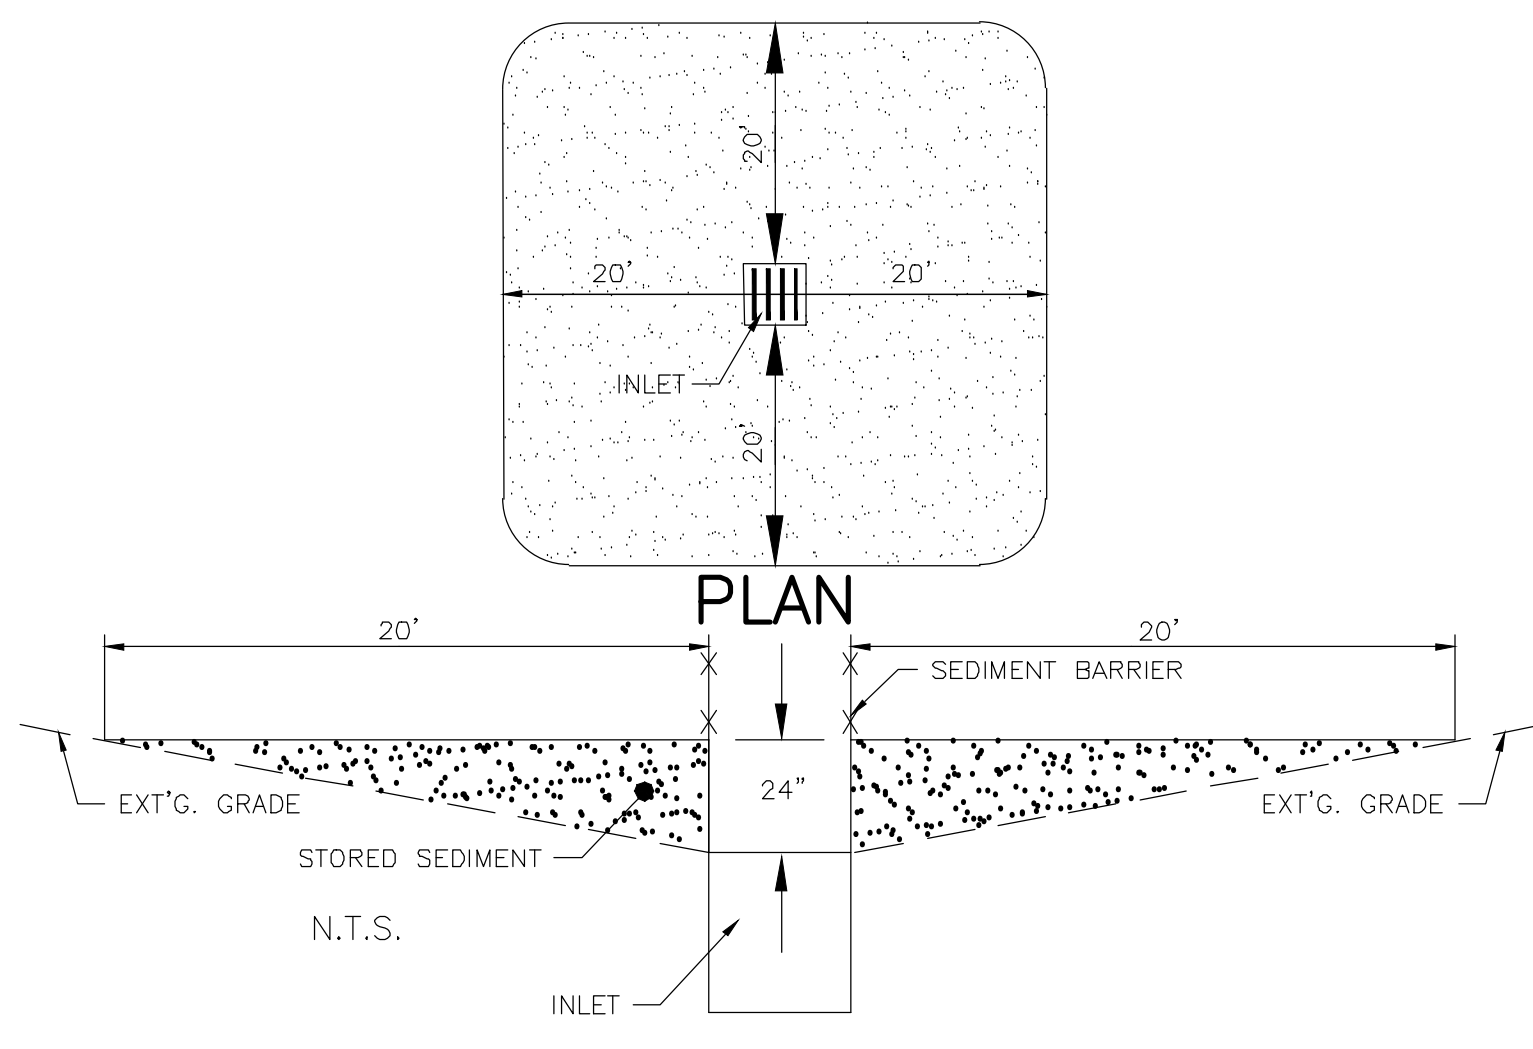 20'
20'
20'
INLET
20'
PLAN
20'
20'
SEDIMENT BARRIER
24"
EXT'G. GRADE
EXT'G. GRADE
STORED SEDIMENT
N.T.S.
INLET